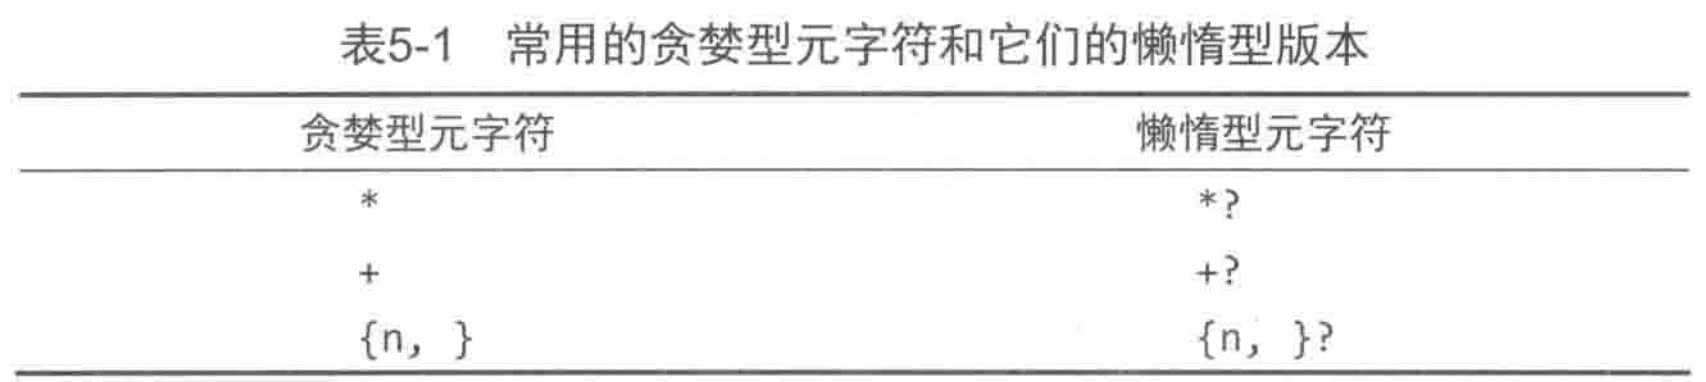 表5-1 常用的贪婪型元字符和它们的懒惰型版本
贪婪型元字符 懒惰型元字符
* *?
+ +?
{n, } {n, }?